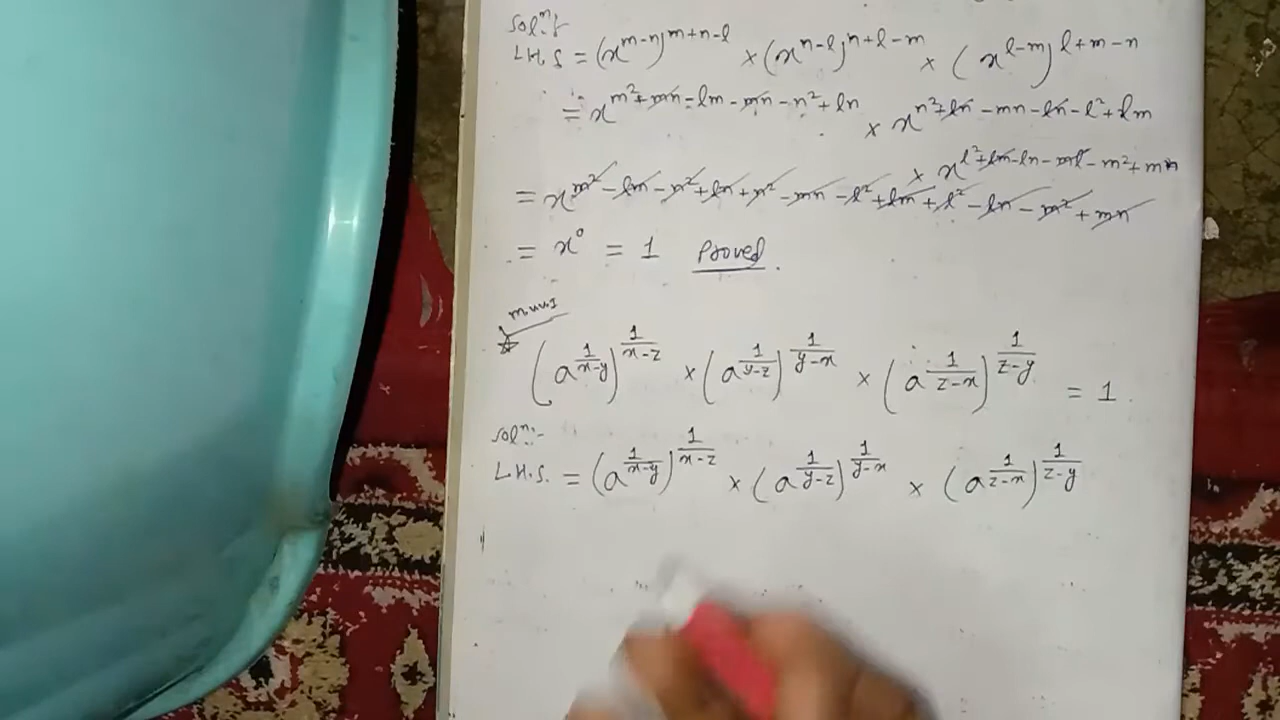 Solⁿ:-
L.H.S = (x^{m-n})^{m+n-l} × (x^{n-l})^{n+l-m} × (x^{l-m})^{l+m-n}
= x^{m²+mn-lm-mn-n²+ln} × x^{n²+ln-mn-ln-l²+lm}
× x^{l²+lm-ln-ml-m²+mn}
= x^{m²-lm-n²+ln+n²-mn-l²+lm+l²-ln-m²+mn}
= x⁰ = 1 Proved.
(a^{1/(x-y)})^{1/(x-z)} × (a^{1/(y-z)})^{1/(y-x)} × (a^{1/(z-x)})^{1/(z-y)} = 1.
Solⁿ:-
L.H.S. = (a^{1/(x-y)})^{1/(x-z)} × (a^{1/(y-z)})^{1/(y-x)} × (a^{1/(z-x)})^{1/(z-y)}